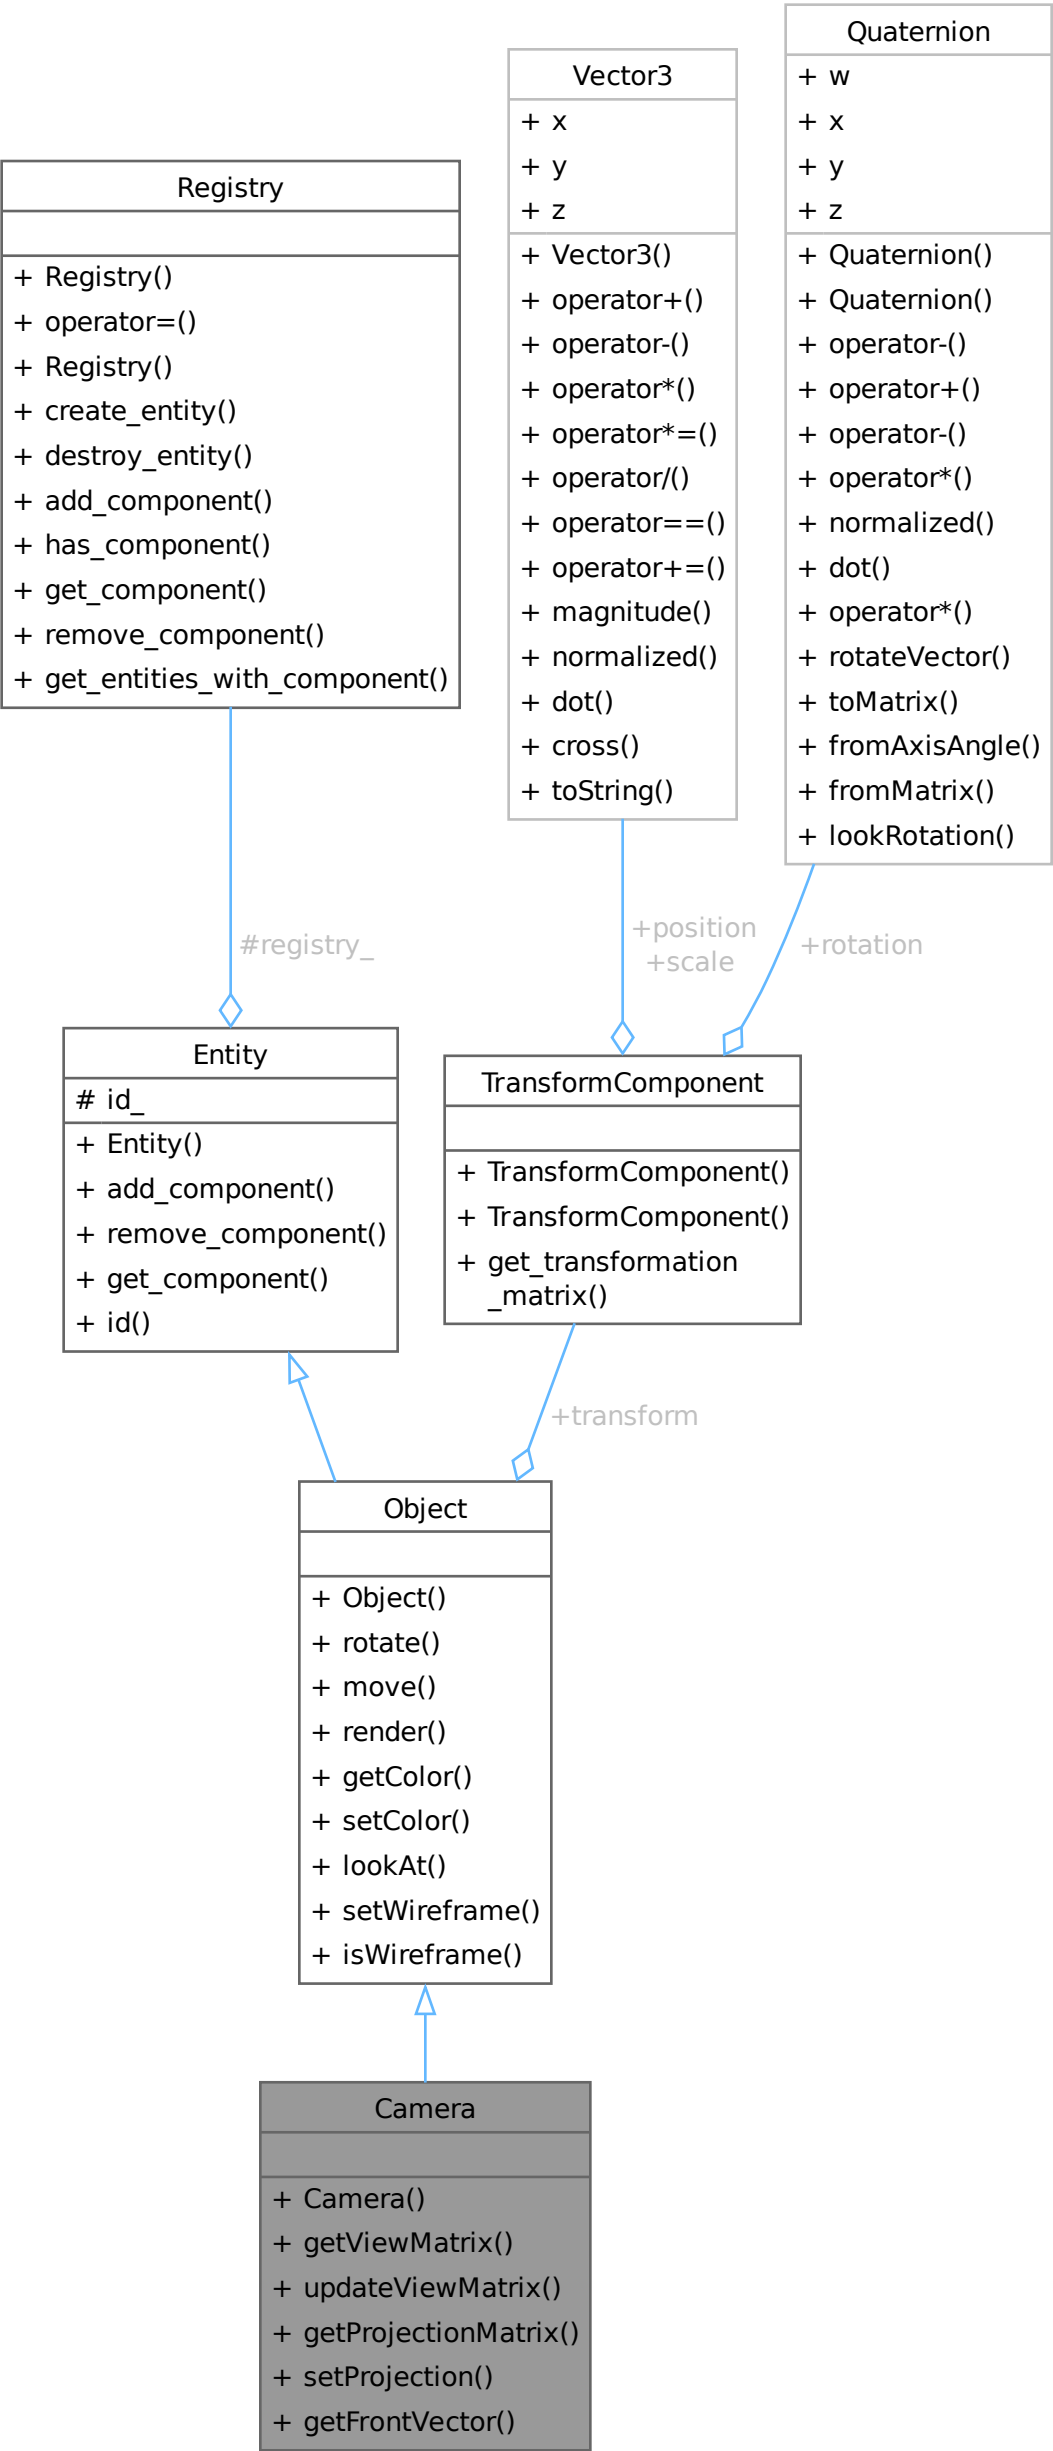 Quaternion
+ w
+ x
+ y
+ z
+ Quaternion()
+ Quaternion()
+ operator-()
+ operator+()
+ operator-()
+ operator*()
+ normalized()
+ dot()
+ operator*()
+ rotateVector()
+ toMatrix()
+ fromAxisAngle()
+ fromMatrix()
+ lookRotation()
Vector3
+ x
+ y
+ z
+ Vector3()
+ operator+()
+ operator-()
+ operator*()
+ operator*=()
+ operator/()
+ operator==()
+ operator+=()
+ magnitude()
+ normalized()
+ dot()
+ cross()
+ toString()
Registry
+ Registry()
+ operator=()
+ Registry()
+ create_entity()
+ destroy_entity()
+ add_component()
+ has_component()
+ get_component()
+ remove_component()
+ get_entities_with_component()
#registry_
+position
+scale
+rotation
Entity
# id_
+ Entity()
+ add_component()
+ remove_component()
+ get_component()
+ id()
TransformComponent
+ TransformComponent()
+ TransformComponent()
+ get_transformation
_matrix()
+transform
Object
+ Object()
+ rotate()
+ move()
+ render()
+ getColor()
+ setColor()
+ lookAt()
+ setWireframe()
+ isWireframe()
Camera
+ Camera()
+ getViewMatrix()
+ updateViewMatrix()
+ getProjectionMatrix()
+ setProjection()
+ getFrontVector()